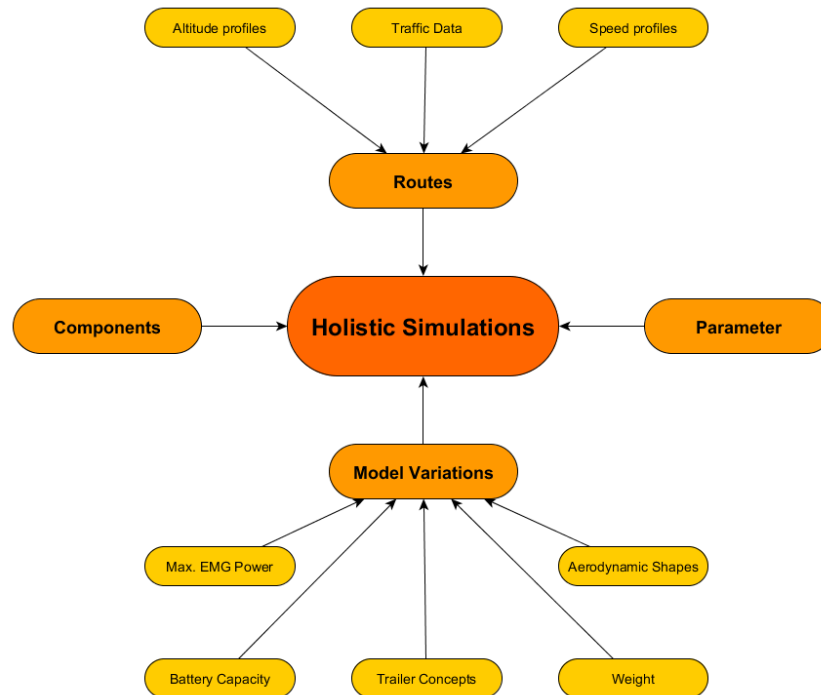 Altitude profiles
Traffic Data
Speed profiles
Routes
Components
Holistic Simulations
Parameter
Model Variations
Max. EMG Power
Aerodynamic Shapes
Battery Capacity
Trailer Concepts
Weight